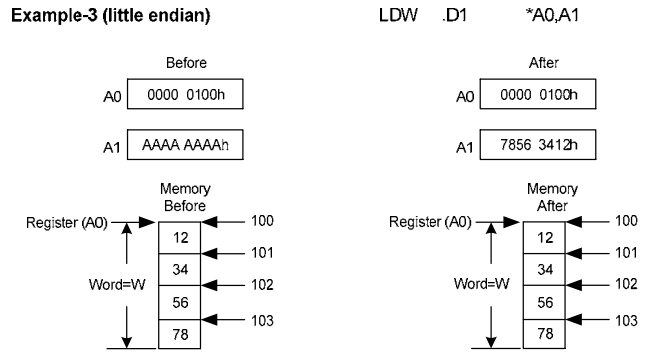 Example-3 (little endian) LDW .D1 *A0,A1
Before After
A0 0000 0100h A0 0000 0100h
A1 AAAA AAAAh A1 7856 3412h
Memory Before Memory After
Register (A0) 100 Register (A0) 100
12 12
101 101
34 34
Word=W 102 Word=W 102
56 56
103 103
78 78